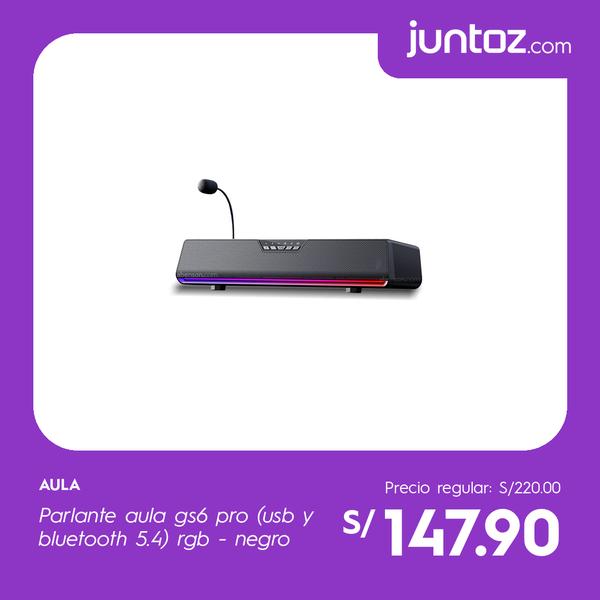 juntoz.com
AULA
Parlante aula gs6 pro (usb y
bluetooth 5.4) rgb - negro
Precio regular: S/220.00
S/147.90